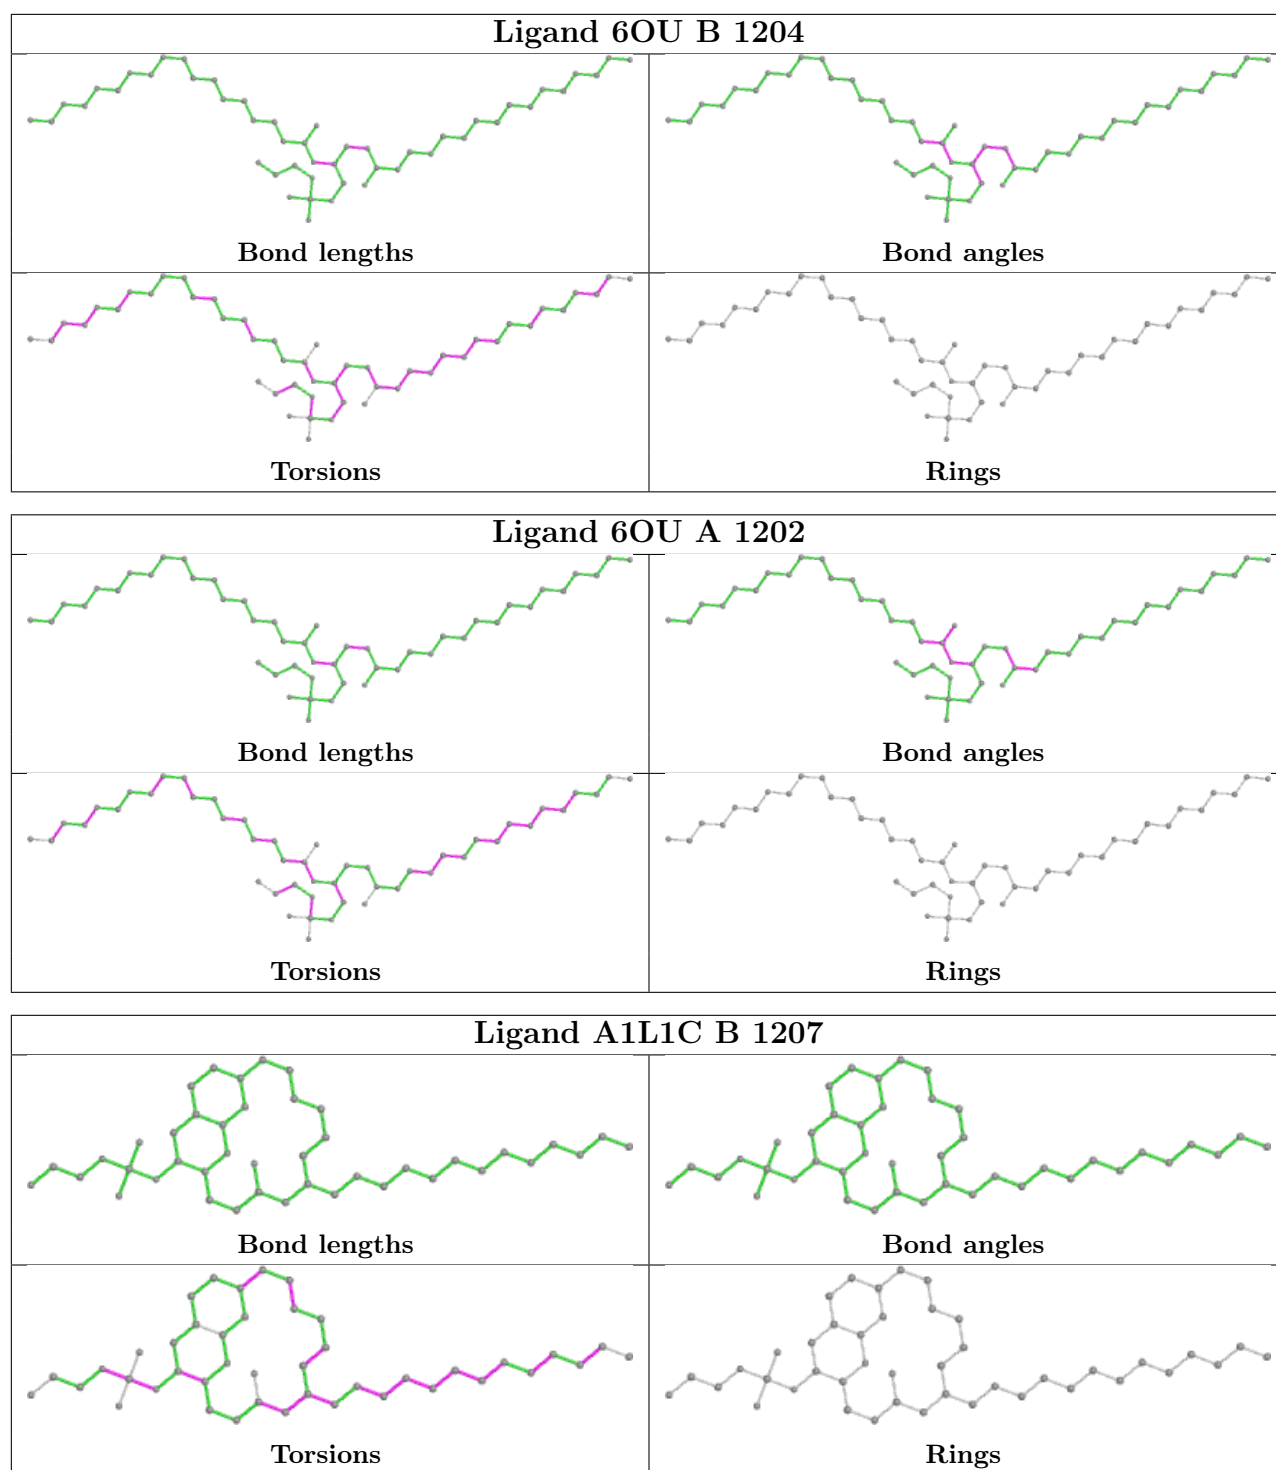 Ligand 6OU B 1204
Bond lengths
Bond angles
Torsions
Rings
Ligand 6OU A 1202
Bond lengths
Bond angles
Torsions
Rings
Ligand A1L1C B 1207
Bond lengths
Bond angles
Torsions
Rings